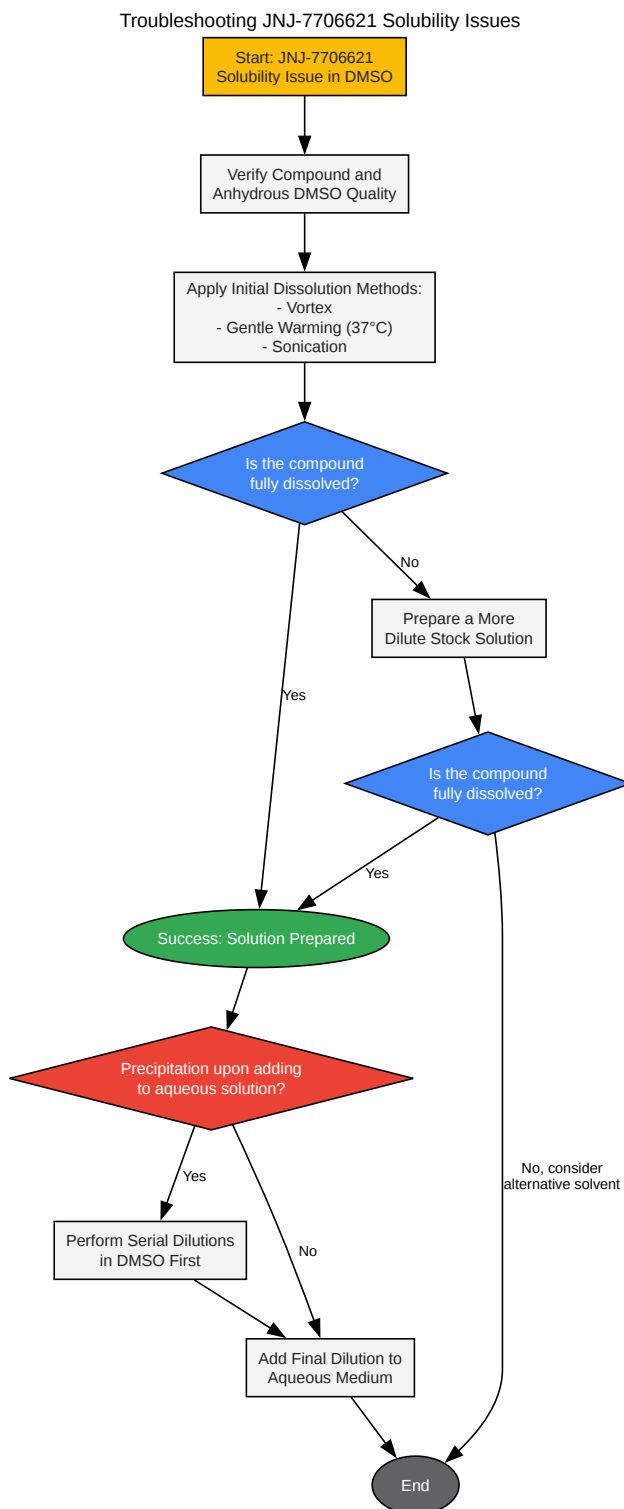 Troubleshooting JNJ-7706621 Solubility Issues
Start: JNJ-7706621
Solubility Issue in DMSO
Verify Compound and
Anhydrous DMSO Quality
Apply Initial Dissolution Methods:
- Vortex
- Gentle Warming (37°C)
- Sonication
Is the compound
fully dissolved?
No
Prepare a More
Dilute Stock Solution
Yes
Is the compound
fully dissolved?
Yes
Success: Solution Prepared
Precipitation upon adding
to aqueous solution?
No, consider
alternative solvent
Yes
Perform Serial Dilutions
in DMSO First
No
Add Final Dilution to
Aqueous Medium
End